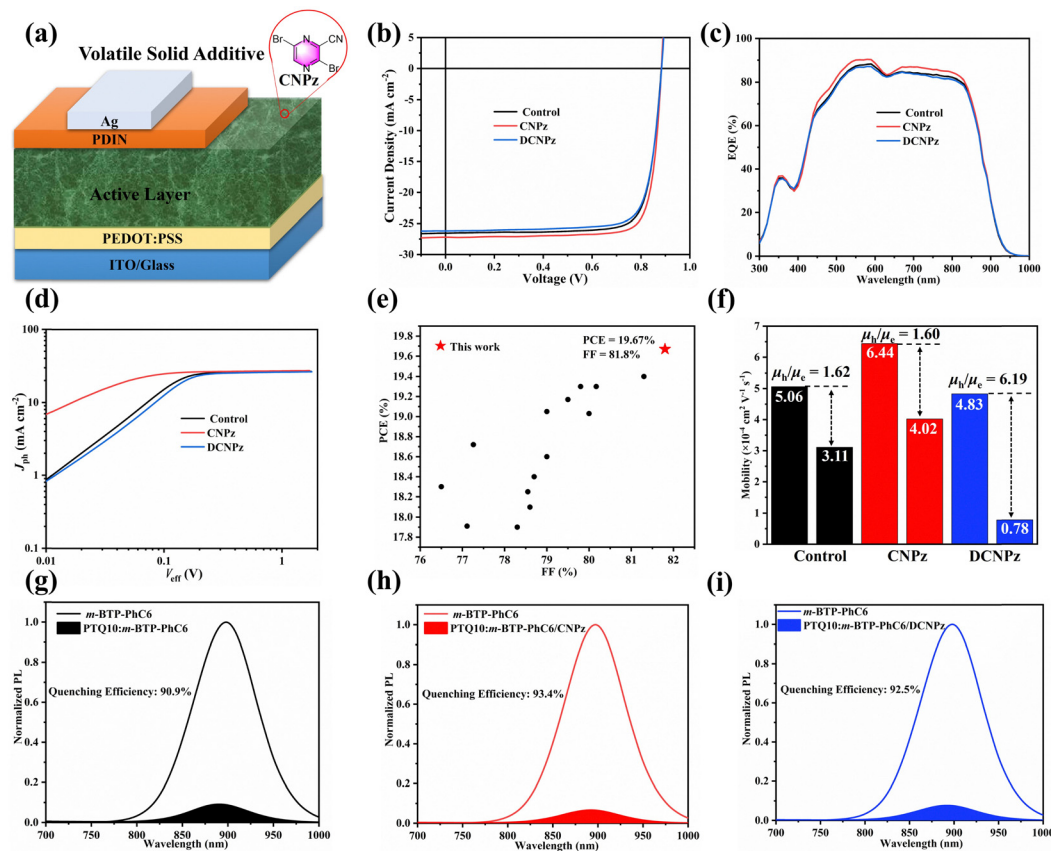 (a)
Volatile Solid Additive
Br
N
CN
N
Br
CNPz
Ag
PDIN
Active Layer
PEDOT:PSS
ITO/Glass
(b)
Current Density (mA cm⁻²)
5
0
-5
-10
-15
-20
-25
-30
Control
CNPz
DCNPz
0.0 0.2 0.4 0.6 0.8 1.0
Voltage (V)
(c)
EQE (%)
100
80
60
40
20
0
Control
CNPz
DCNPz
300 400 500 600 700 800 900 1000
Wavelength (nm)
(d)
Jph (mA cm⁻²)
100
10
1
0.1
Control
CNPz
DCNPz
0.01 0.1 1
Veff (V)
(e)
PCE (%)
19.8
19.6
19.4
19.2
19.0
18.8
18.6
18.4
18.2
18.0
17.8
This work
PCE = 19.67%
FF = 81.8%
76 77 78 79 80 81 82
FF (%)
(f)
Mobility (×10⁻⁴ cm² V⁻¹ s⁻¹)
7
6
5
4
3
2
1
0
μh/μe = 1.62
5.06
3.11
μh/μe = 1.60
6.44
4.02
μh/μe = 6.19
4.83
0.78
Control CNPz DCNPz
(g)
Normalized PL
m-BTP-PhC6
PTQ10:m-BTP-PhC6
1.0
0.8
0.6
0.4
0.2
0.0
Quenching Efficiency: 90.9%
700 750 800 850 900 950 1000
Wavelength (nm)
(h)
Normalized PL
m-BTP-PhC6
PTQ10:m-BTP-PhC6/CNPz
1.0
0.8
0.6
0.4
0.2
0.0
Quenching Efficiency: 93.4%
700 750 800 850 900 950 1000
Wavelength (nm)
(i)
Normalized PL
m-BTP-PhC6
PTQ10:m-BTP-PhC6/DCNPz
1.0
0.8
0.6
0.4
0.2
0.0
Quenching Efficiency: 92.5%
700 750 800 850 900 950 1000
Wavelength (nm)